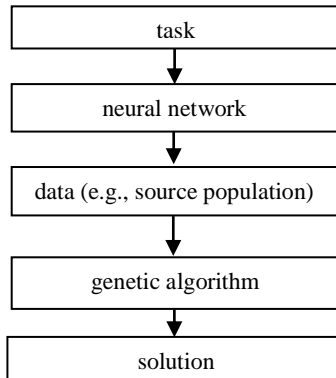 task
neural network
data (e.g., source population)
genetic algorithm
solution